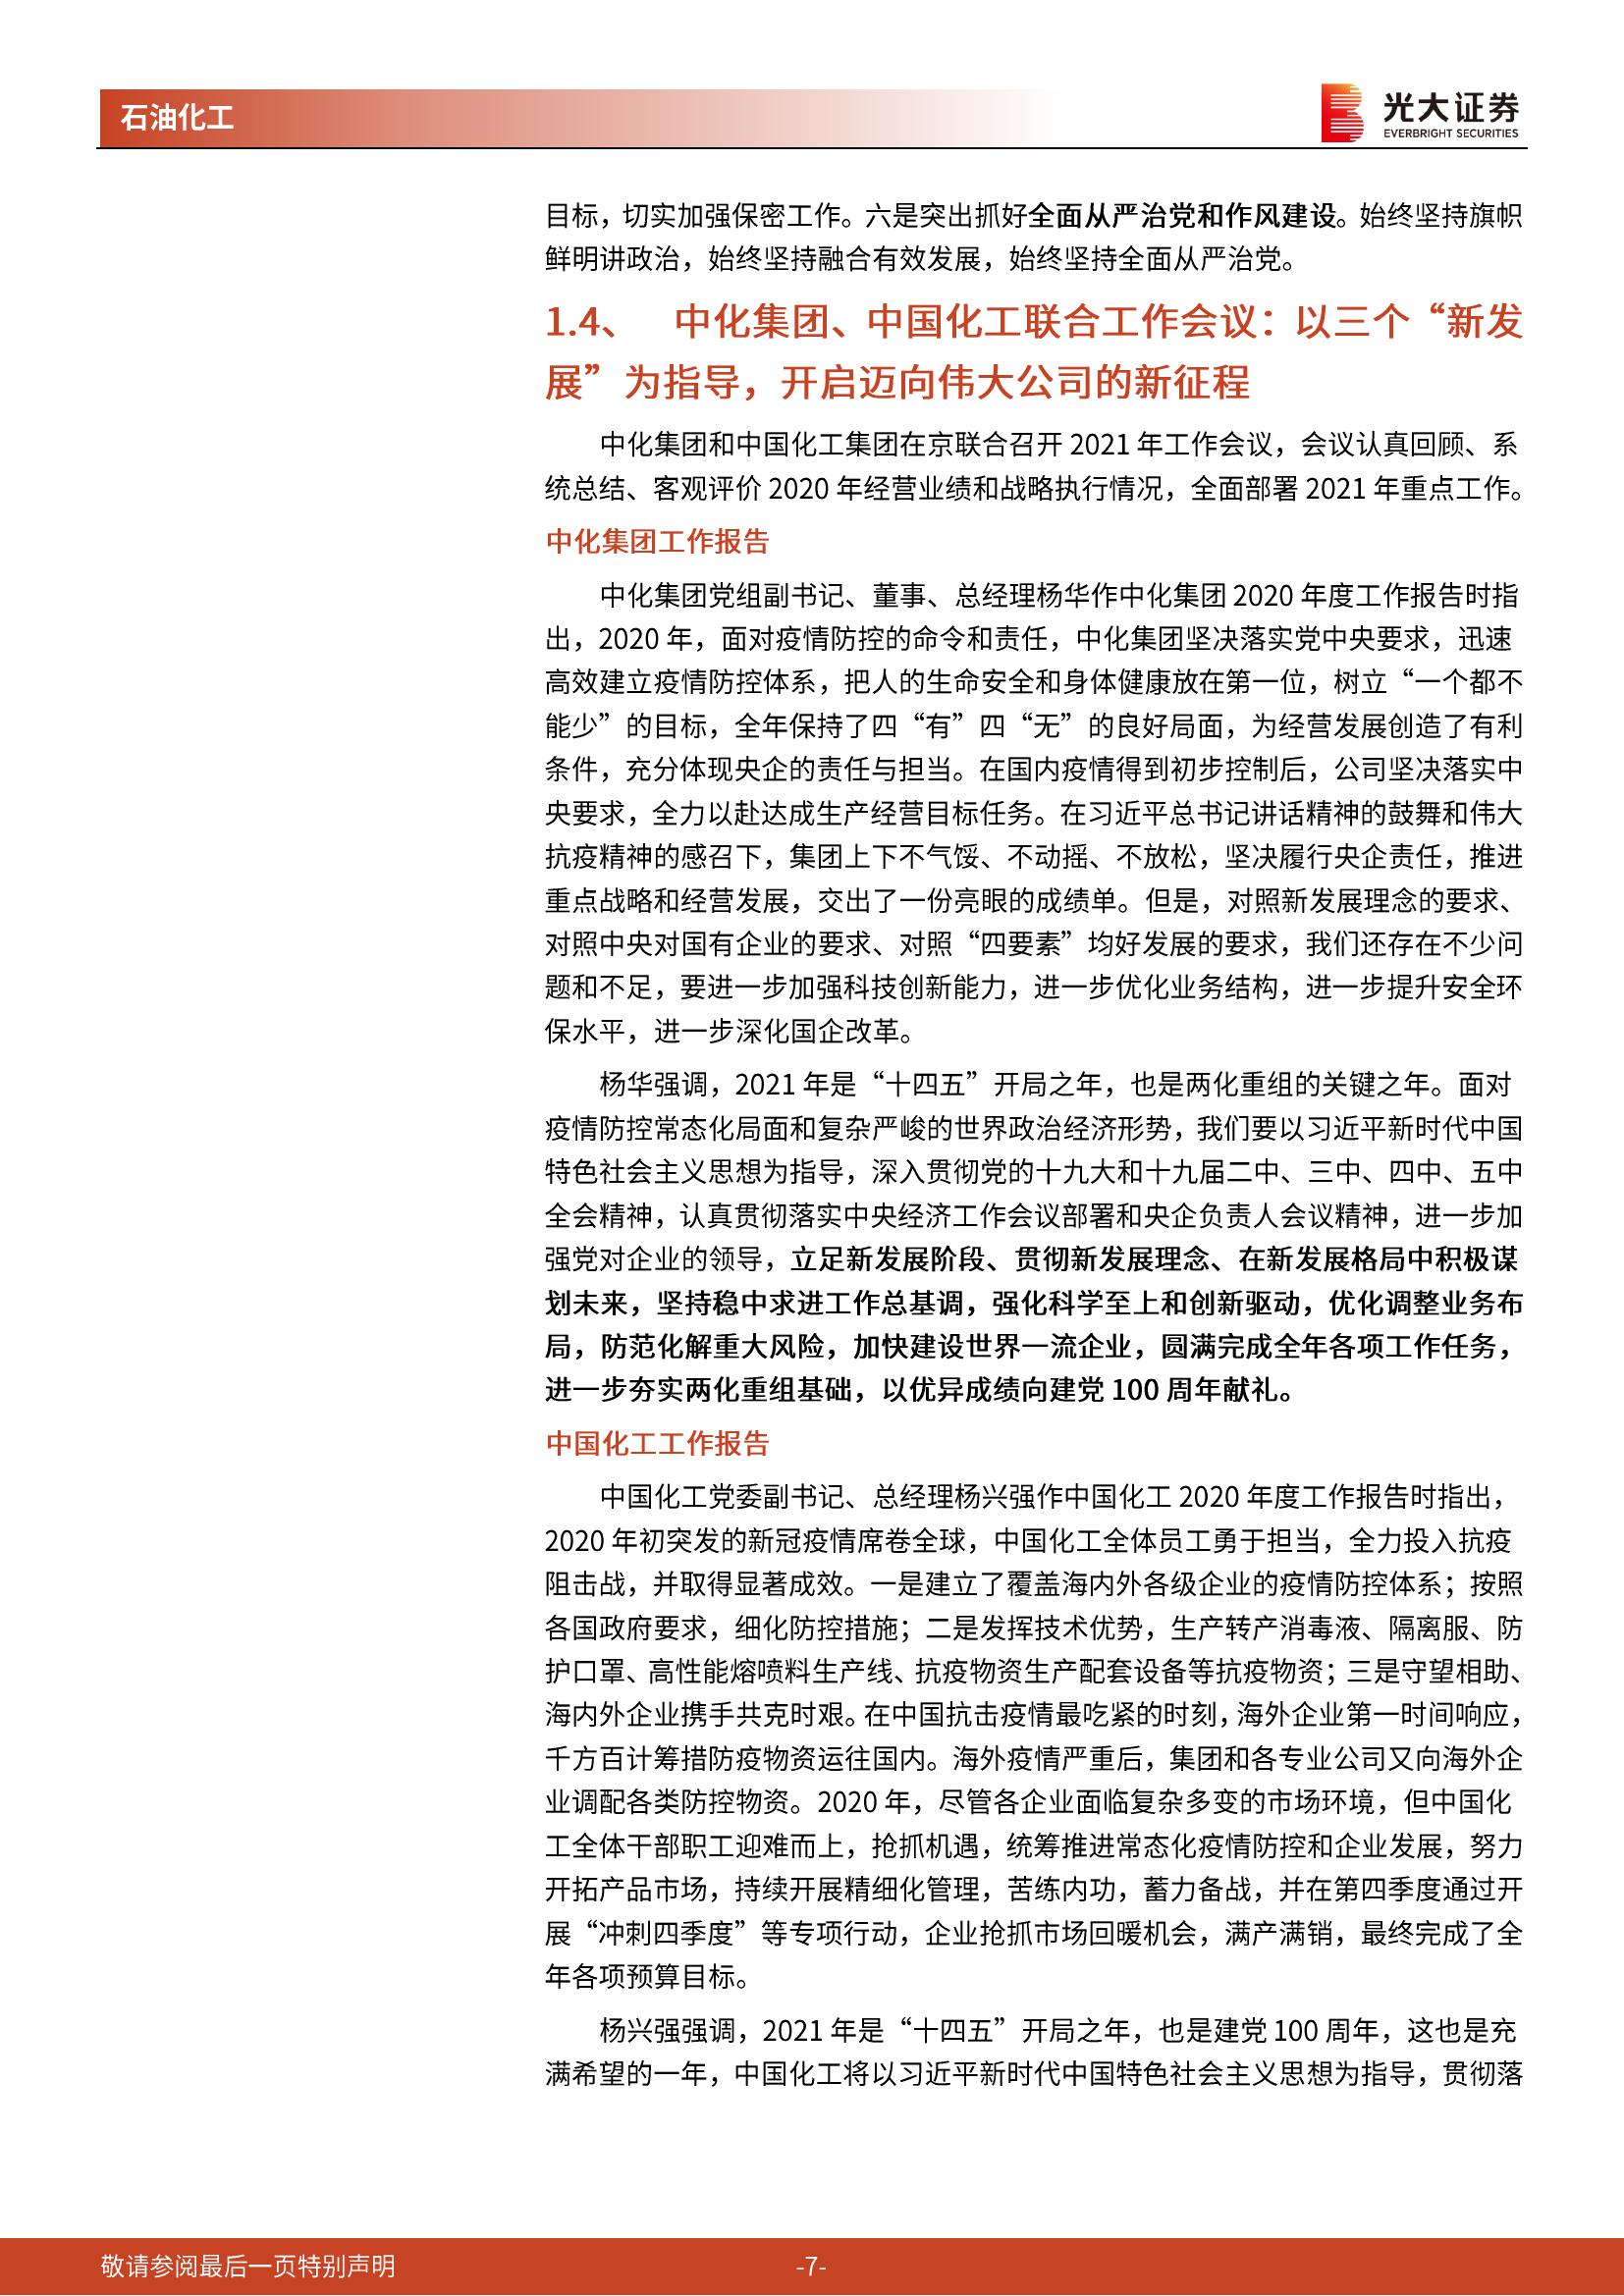 石油化工
光大证券
EVERBRIGHT SECURITIES
目标，切实加强保密工作。六是突出抓好全面从严治党和作风建设。始终坚持旗帜
鲜明讲政治，始终坚持融合有效发展，始终坚持全面从严治党。
1.4、 中化集团、中国化工联合工作会议：以三个“新发
展”为指导，开启迈向伟大公司的新征程
中化集团和中国化工集团在京联合召开 2021 年工作会议，会议认真回顾、系
统总结、客观评价 2020 年经营业绩和战略执行情况，全面部署 2021 年重点工作。
中化集团工作报告
中化集团党组副书记、董事、总经理杨华作中化集团 2020 年度工作报告时指
出，2020 年，面对疫情防控的命令和责任，中化集团坚决落实党中央要求，迅速
高效建立疫情防控体系，把人的生命安全和身体健康放在第一位，树立“一个都不
能少”的目标，全年保持了四“有”四“无”的良好局面，为经营发展创造了有利
条件，充分体现央企的责任与担当。在国内疫情得到初步控制后，公司坚决落实中
央要求，全力以赴达成生产经营目标任务。在习近平总书记讲话精神的鼓舞和伟大
抗疫精神的感召下，集团上下不气馁、不动摇、不放松，坚决履行央企责任，推进
重点战略和经营发展，交出了一份亮眼的成绩单。但是，对照新发展理念的要求、
对照中央对国有企业的要求、对照“四要素”均好发展的要求，我们还存在不少问
题和不足，要进一步加强科技创新能力，进一步优化业务结构，进一步提升安全环
保水平，进一步深化国企改革。
杨华强调，2021 年是“十四五”开局之年，也是两化重组的关键之年。面对
疫情防控常态化局面和复杂严峻的世界政治经济形势，我们要以习近平新时代中国
特色社会主义思想为指导，深入贯彻党的十九大和十九届二中、三中、四中、五中
全会精神，认真贯彻落实中央经济工作会议部署和央企负责人会议精神，进一步加
强党对企业的领导，立足新发展阶段、贯彻新发展理念、在新发展格局中积极谋
划未来，坚持稳中求进工作总基调，强化科学至上和创新驱动，优化调整业务布
局，防范化解重大风险，加快建设世界一流企业，圆满完成全年各项工作任务，
进一步夯实两化重组基础，以优异成绩向建党 100 周年献礼。
中国化工工作报告
中国化工党委副书记、总经理杨兴强作中国化工 2020 年度工作报告时指出，
2020 年初突发的新冠疫情席卷全球，中国化工全体员工勇于担当，全力投入抗疫
阻击战，并取得显著成效。一是建立了覆盖海内外各级企业的疫情防控体系；按照
各国政府要求，细化防控措施；二是发挥技术优势，生产转产消毒液、隔离服、防
护口罩、高性能熔喷料生产线、抗疫物资生产配套设备等抗疫物资；三是守望相助、
海内外企业携手共克时艰。在中国抗击疫情最吃紧的时刻，海外企业第一时间响应，
千方百计筹措防疫物资运往国内。海外疫情严重后，集团和各专业公司又向海外企
业调配各类防控物资。2020 年，尽管各企业面临复杂多变的市场环境，但中国化
工全体干部职工迎难而上，抢抓机遇，统筹推进常态化疫情防控和企业发展，努力
开拓产品市场，持续开展精细化管理，苦练内功，蓄力备战，并在第四季度通过开
展“冲刺四季度”等专项行动，企业抢抓市场回暖机会，满产满销，最终完成了全
年各项预算目标。
杨兴强强调，2021 年是“十四五”开局之年，也是建党 100 周年，这也是充
满希望的一年，中国化工将以习近平新时代中国特色社会主义思想为指导，贯彻落
敬请参阅最后一页特别声明
-7-